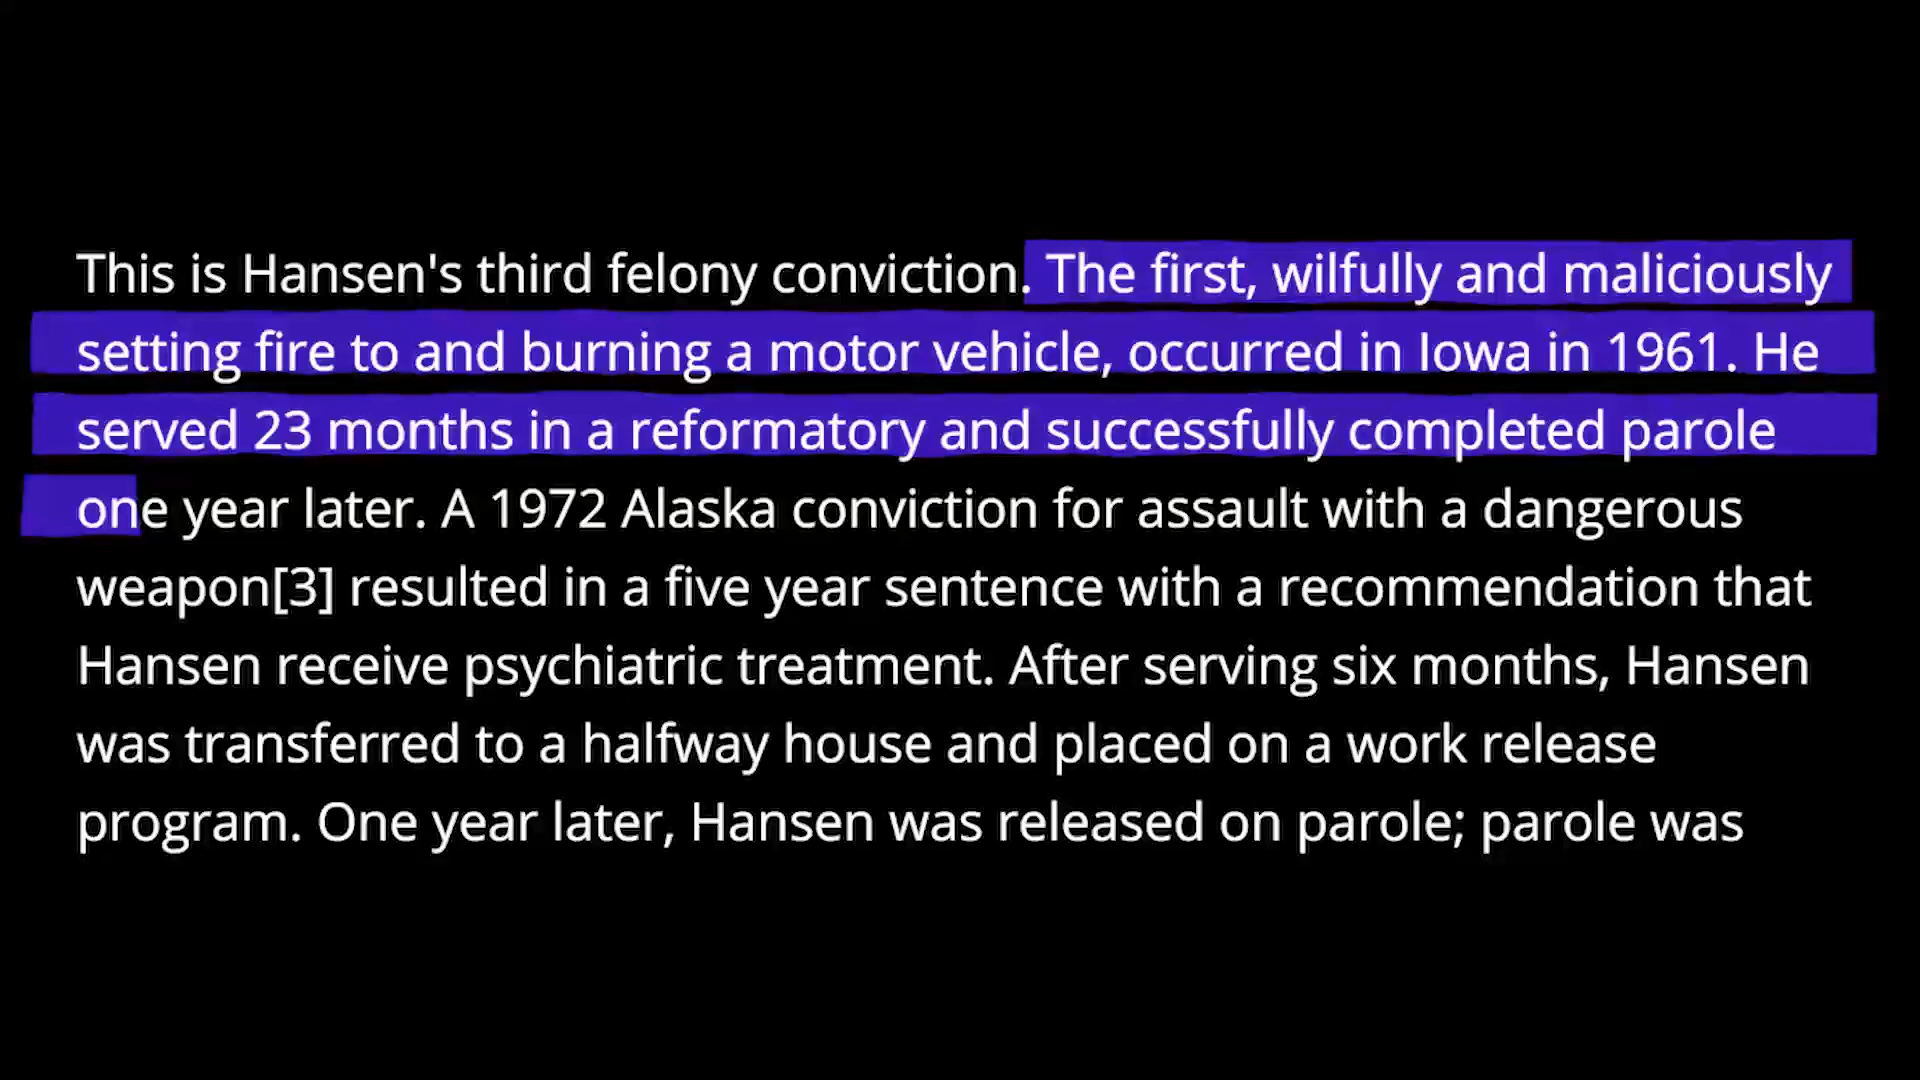 This is Hansen's third felony conviction. The first, wilfully and maliciously
setting fire to and burning a motor vehicle, occurred in Iowa in 1961. He
served 23 months in a reformatory and successfully completed parole
one year later. A 1972 Alaska conviction for assault with a dangerous
weapon[3] resulted in a five year sentence with a recommendation that
Hansen receive psychiatric treatment. After serving six months, Hansen
was transferred to a halfway house and placed on a work release
program. One year later, Hansen was released on parole; parole was